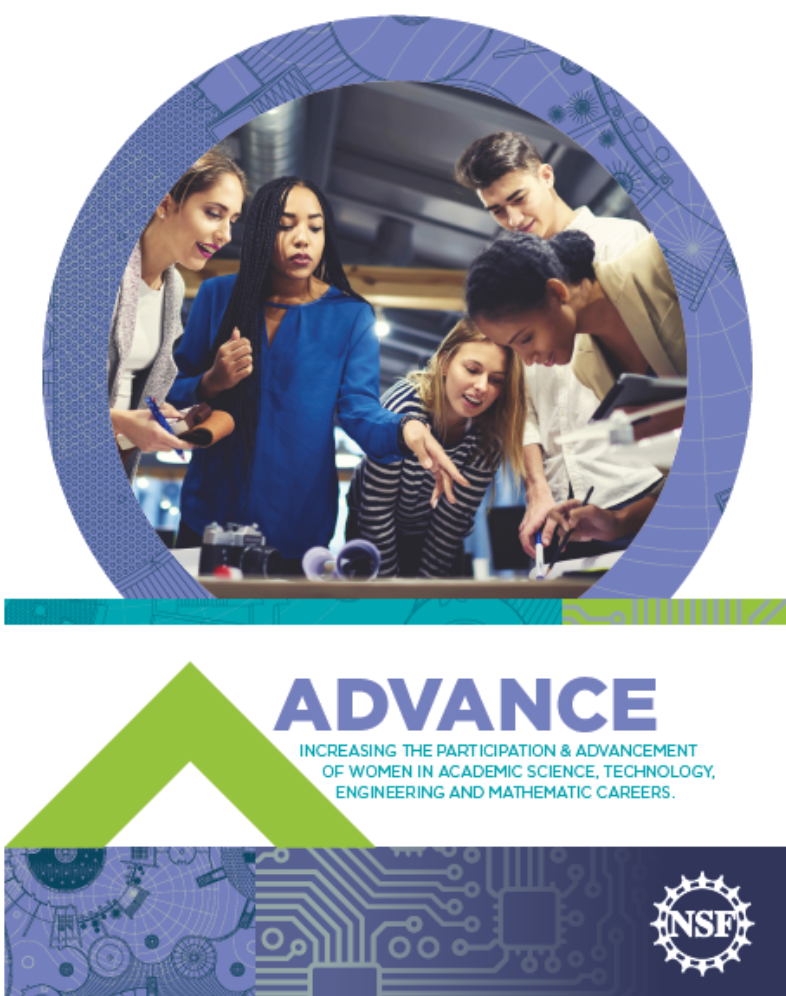 ADVANCE
INCREASING THE PARTICIPATION & ADVANCEMENT
OF WOMEN IN ACADEMIC SCIENCE, TECHNOLOGY,
ENGINEERING AND MATHEMATIC CAREERS.
NSF